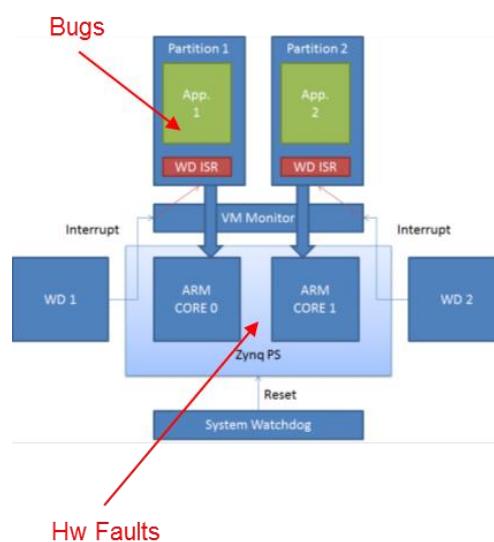 Bugs
Partition 1
Partition 2
App.
1
App.
2
WD ISR
WD ISR
Interrupt
VM Monitor
Interrupt
WD 1
ARM
CORE 0
ARM
CORE 1
WD 2
Zynq PS
Reset
System Watchdog
Hw Faults